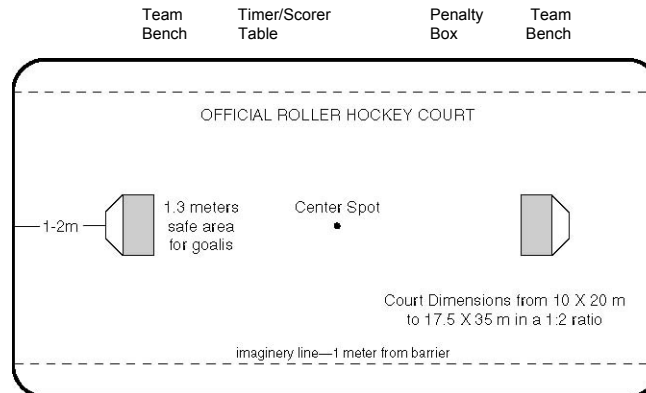 Team Bench
Timer/Scorer Table
Penalty Box
Team Bench
OFFICIAL ROLLER HOCKEY COURT
1-2m
1.3 meters
safe area
for goalis
Center Spot
Court Dimensions from 10 X 20 m
to 17.5 X 35 m in a 1:2 ratio
imaginery line—1 meter from barrier